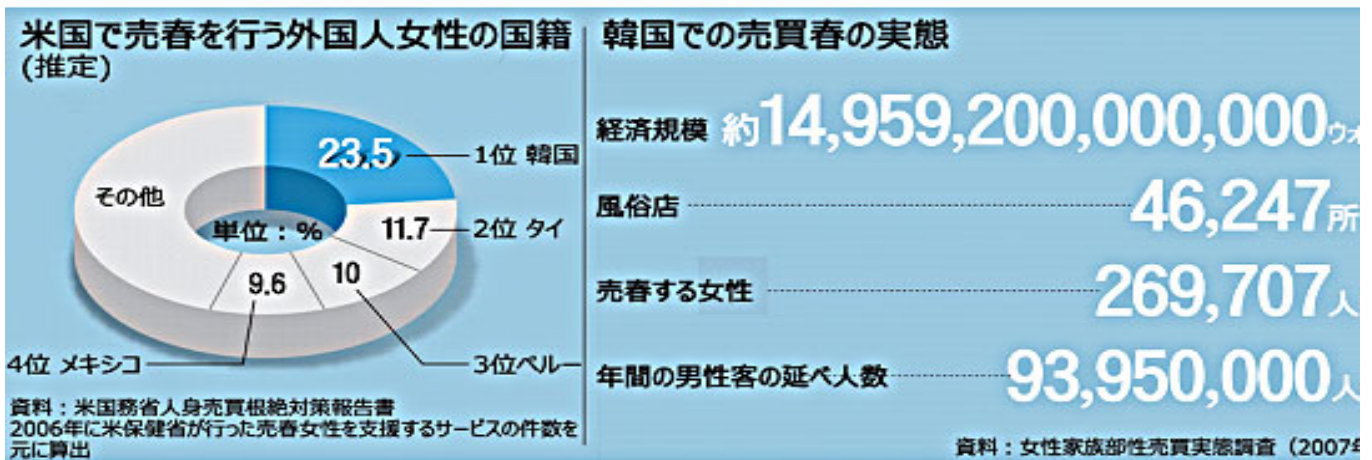 米国で売春を行う外国人女性の国籍
(推定)
23.5
1位 韓国
その他
11.7
2位 タイ
単位：%
9.6
10
4位 メキシコ
3位ペルー
資料：米国務省人身売買根絶対策報告書
2006年に米保健省が行った売春女性を支援するサービスの件数を
元に算出
韓国での売買春の実態
経済規模 約14,959,200,000,000ウォ
風俗店 46,247所
売春する女性 269,707人
年間の男性客の延べ人数 93,950,000人
資料：女性家族部性売買実態調査（2007年